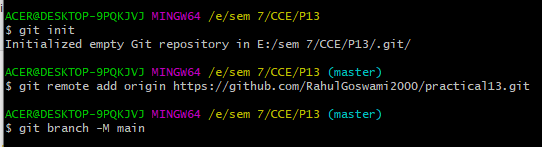 ACER@DESKTOP-9PQKJVJ MINGW64 /e/sem 7/CCE/P13
$ git init
Initialized empty Git repository in E:/sem 7/CCE/P13/.git/
ACER@DESKTOP-9PQKJVJ MINGW64 /e/sem 7/CCE/P13 (master)
$ git remote add origin https://github.com/RahulGoswami2000/practical13.git
ACER@DESKTOP-9PQKJVJ MINGW64 /e/sem 7/CCE/P13 (master)
$ git branch -M main